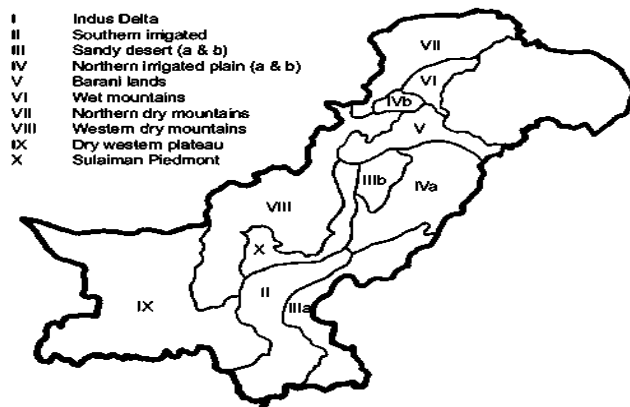 I Indus Delta
II Southern irrigated
III Sandy desert (a & b)
IV Northern irrigated plain (a & b)
V Barani lands
VI Wet mountains
VII Northern dry mountains
VIII Western dry mountains
IX Dry western plateau
X Sulaiman Piedmont
VII
VI
IVb
V
IIIb
IVa
VIII
X
II
IX
IIIa